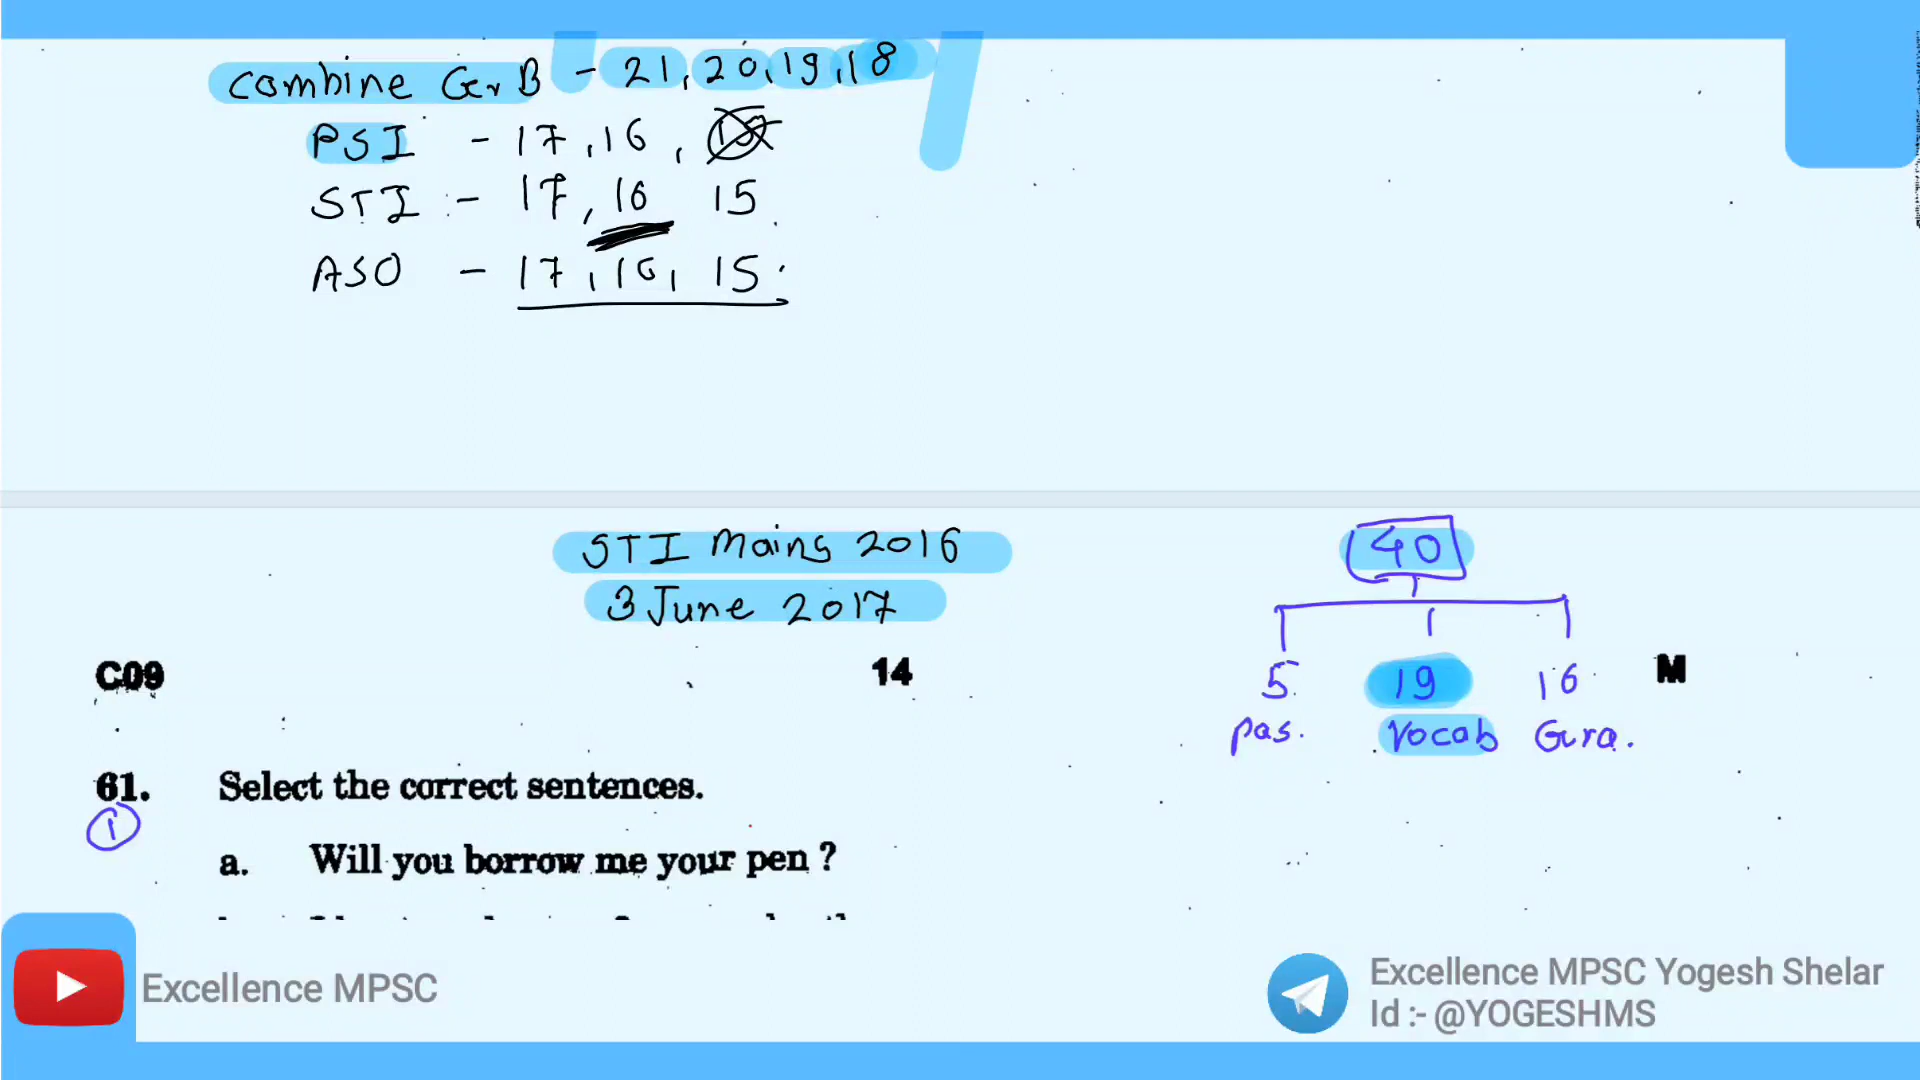 Combine Gr B - 21, 20, 19, 18
PSI - 17, 16,
STI :- 17, 16 15
ASO - 17, 16, 15.
STI Mains 2016
3 June 2017
40
5 19 16
pas. Vocab Gra.
C09 14 M
61. Select the correct sentences.
1
a. Will you borrow me your pen ?
Excellence MPSC
Excellence MPSC Yogesh Shelar
Id :- @YOGESHMS